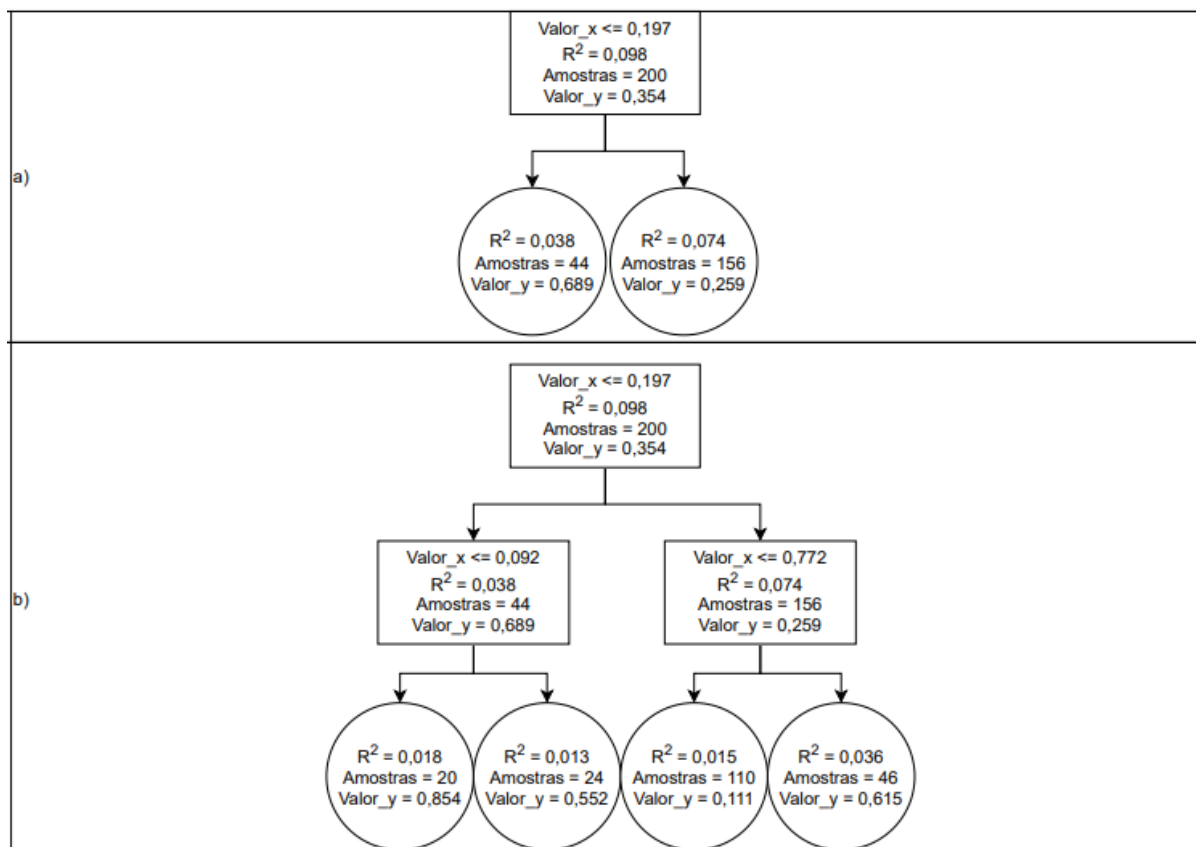 Valor_x <= 0,197
R² = 0,098
Amostras = 200
Valor_y = 0,354
a)
R² = 0,038
Amostras = 44
Valor_y = 0,689
R² = 0,074
Amostras = 156
Valor_y = 0,259
Valor_x <= 0,197
R² = 0,098
Amostras = 200
Valor_y = 0,354
b)
Valor_x <= 0,092
R² = 0,038
Amostras = 44
Valor_y = 0,689
Valor_x <= 0,772
R² = 0,074
Amostras = 156
Valor_y = 0,259
R² = 0,018
Amostras = 20
Valor_y = 0,854
R² = 0,013
Amostras = 24
Valor_y = 0,552
R² = 0,015
Amostras = 110
Valor_y = 0,111
R² = 0,036
Amostras = 46
Valor_y = 0,615